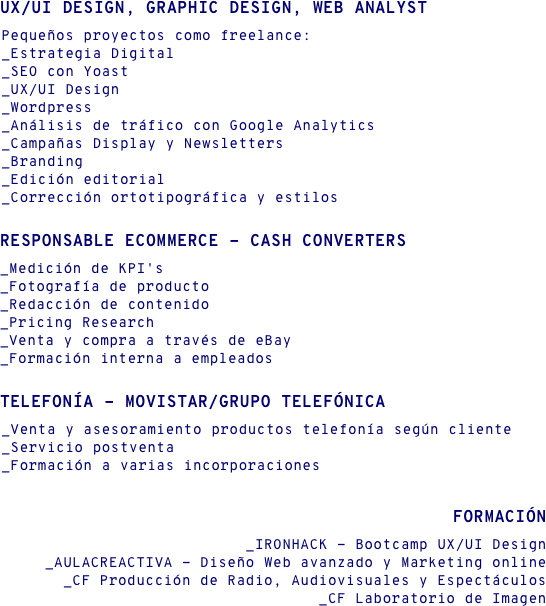 UX/UI DESIGN, GRAPHIC DESIGN, WEB ANALYST
Pequeños proyectos como freelance:
_Estrategia Digital
_SEO con Yoast
_UX/UI Design
_Wordpress
_Análisis de tráfico con Google Analytics
_Campañas Display y Newsletters
_Branding
_Edición editorial
_Corrección ortotipográfica y estilos
RESPONSABLE ECOMMERCE - CASH CONVERTERS
_Medición de KPI's
_Fotografía de producto
_Redacción de contenido
_Pricing Research
_Venta y compra a través de eBay
_Formación interna a empleados
TELEFONÍA - MOVISTAR/GRUPO TELEFÓNICA
_Venta y asesoramiento productos telefonía según cliente
_Servicio postventa
_Formación a varias incorporaciones
FORMACIÓN
_IRONHACK - Bootcamp UX/UI Design
_AULACREACTIVA - Diseño Web avanzado y Marketing online
_CF Producción de Radio, Audiovisuales y Espectáculos
_CF Laboratorio de Imagen